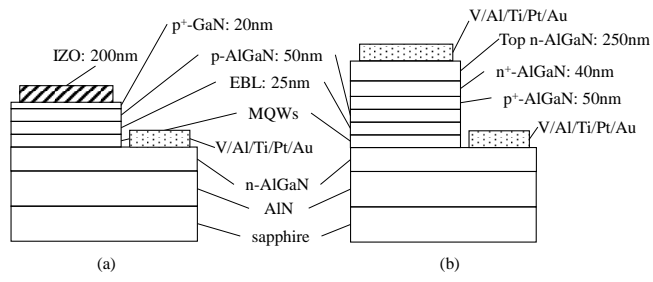 p⁺-GaN: 20nm
IZO: 200nm
p-AlGaN: 50nm
EBL: 25nm
MQWs
V/Al/Ti/Pt/Au
n-AlGaN
AlN
sapphire
(a)
V/Al/Ti/Pt/Au
Top n-AlGaN: 250nm
n⁺-AlGaN: 40nm
p⁺-AlGaN: 50nm
V/Al/Ti/Pt/Au
(b)